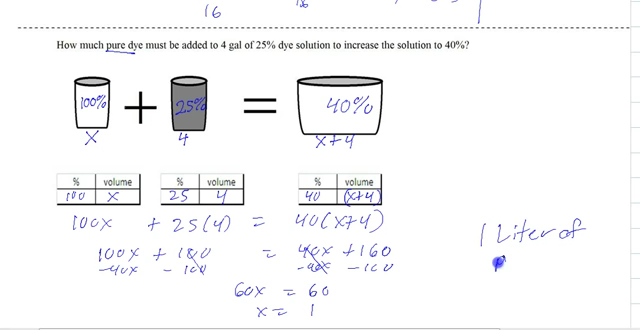 16
How much pure dye must be added to 4 gal of 25% dye solution to increase the solution to 40%?
100% + 25% = 40%
x 4 x+4
% volume % volume % volume
100 x 25 4 40 (x+4)
100x + 25(4) = 40(x+4)
100x + 100 = 40x + 160
-40x - 100 -40x - 100
60x = 60
x = 1
1 Liter of